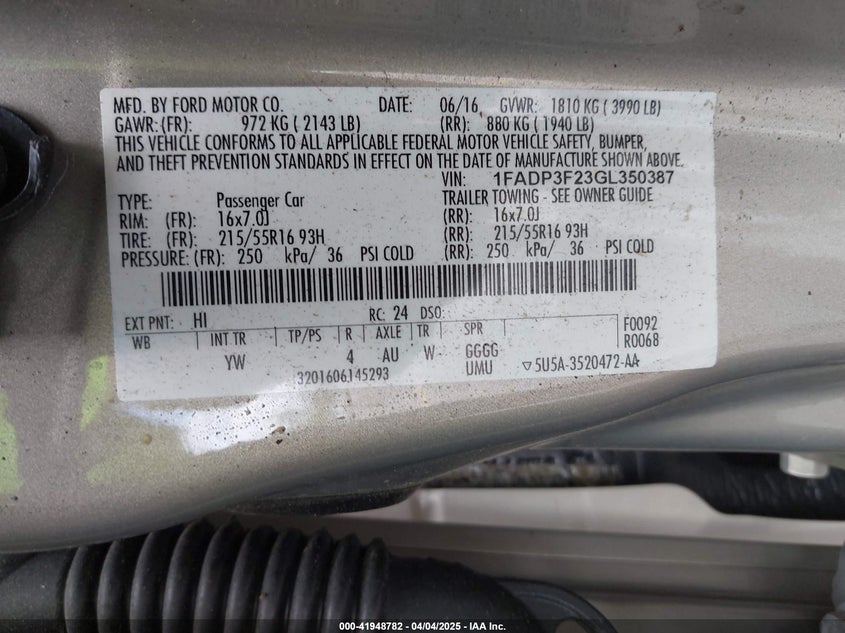 MFD. BY FORD MOTOR CO. DATE: 06/16 GVWR: 1810 KG ( 3990 LB)
GAWR: (FR): 972 KG ( 2143 LB) (RR): 880 KG ( 1940 LB)
THIS VEHICLE CONFORMS TO ALL APPLICABLE FEDERAL MOTOR VEHICLE SAFETY, BUMPER,
AND THEFT PREVENTION STANDARDS IN EFFECT ON THE DATE OF MANUFACTURE SHOWN ABOVE.
VIN: 1FADP3F23GL350387
TYPE: Passenger Car TRAILER TOWING - SEE OWNER GUIDE
RIM: (FR): 16x7.0J (RR): 16x7.0J
TIRE: (FR): 215/55R16 93H (RR): 215/55R16 93H
PRESSURE: (FR): 250 kPa/ 36 PSI COLD (RR): 250 kPa/ 36 PSI COLD
EXT PNT: HI RC: 24 DSO:
WB INT TR TP/PS R AXLE TR SPR F0092
YW 4 AU W GGGG R0068
UMU
3201606145293 ▽5U5A-3520472-AA
000-41948782 - 04/04/2025 - IAA Inc.